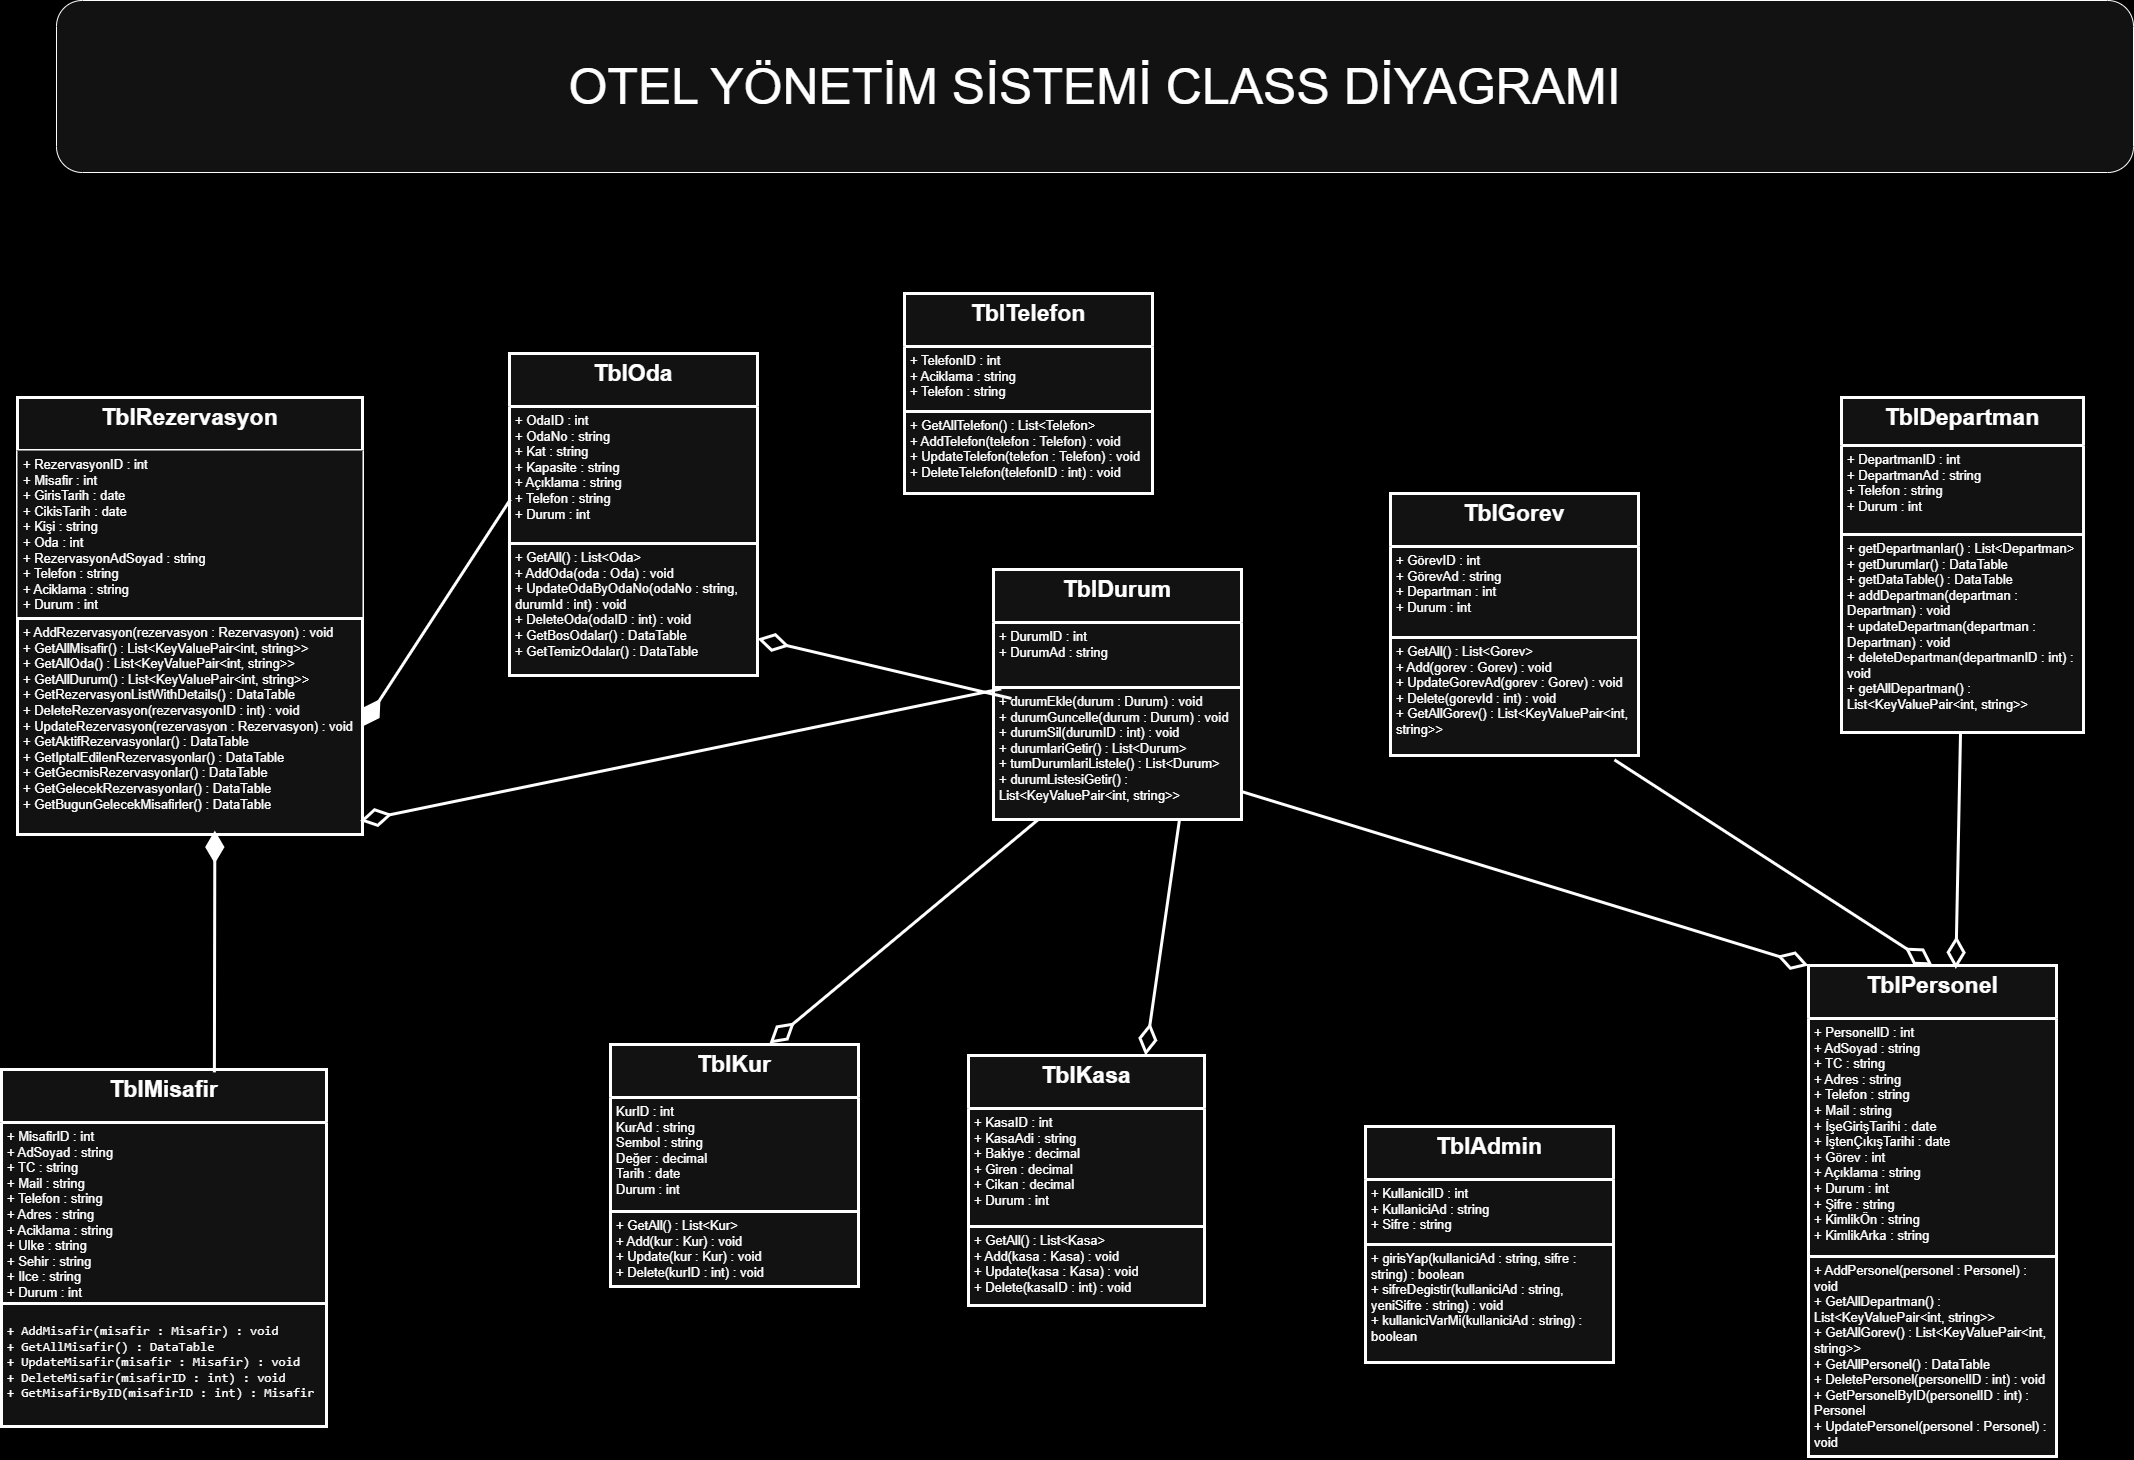 OTEL YÖNETİM SİSTEMİ CLASS DİYAGRAMI
TblRezervasyon
+ RezervasyonID : int
+ Misafir : int
+ GirisTarih : date
+ CikisTarih : date
+ Kişi : string
+ Oda : int
+ RezervasyonAdSoyad : string
+ Telefon : string
+ Aciklama : string
+ Durum : int
+ AddRezervasyon(rezervasyon : Rezervasyon) : void
+ GetAllMisafir() : List<KeyValuePair<int, string>>
+ GetAllOda() : List<KeyValuePair<int, string>>
+ GetAllDurum() : List<KeyValuePair<int, string>>
+ GetRezervasyonListWithDetails() : DataTable
+ DeleteRezervasyon(rezervasyonID : int) : void
+ UpdateRezervasyon(rezervasyon : Rezervasyon) : void
+ GetAktifRezervasyonlar() : DataTable
+ GetIptalEdilenRezervasyonlar() : DataTable
+ GetGecmisRezervasyonlar() : DataTable
+ GetGelecekRezervasyonlar() : DataTable
+ GetBugunGelecekMisafirler() : DataTable
TblOda
+ OdaID : int
+ OdaNo : string
+ Kat : string
+ Kapasite : string
+ Açıklama : string
+ Telefon : string
+ Durum : int
+ GetAll() : List<Oda>
+ AddOda(oda : Oda) : void
+ UpdateOdaByOdaNo(odaNo : string,
durumId : int) : void
+ DeleteOda(odaID : int) : void
+ GetBosOdalar() : DataTable
+ GetTemizOdalar() : DataTable
TblTelefon
+ TelefonID : int
+ Aciklama : string
+ Telefon : string
+ GetAllTelefon() : List<Telefon>
+ AddTelefon(telefon : Telefon) : void
+ UpdateTelefon(telefon : Telefon) : void
+ DeleteTelefon(telefonID : int) : void
TblDurum
+ DurumID : int
+ DurumAd : string
+ durumEkle(durum : Durum) : void
+ durumGuncelle(durum : Durum) : void
+ durumSil(durumID : int) : void
+ durumlariGetir() : List<Durum>
+ tumDurumlariListele() : List<Durum>
+ durumListesiGetir() :
List<KeyValuePair<int, string>>
TblGorev
+ GörevID : int
+ GörevAd : string
+ Departman : int
+ Durum : int
+ GetAll() : List<Gorev>
+ Add(gorev : Gorev) : void
+ UpdateGorevAd(gorev : Gorev) : void
+ Delete(gorevId : int) : void
+ GetAllGorev() : List<KeyValuePair<int,
string>>
TblDepartman
+ DepartmanID : int
+ DepartmanAd : string
+ Telefon : string
+ Durum : int
+ getDepartmanlar() : List<Departman>
+ getDurumlar() : DataTable
+ getDataTable() : DataTable
+ addDepartman(departman :
Departman) : void
+ updateDepartman(departman :
Departman) : void
+ deleteDepartman(departmanID : int) :
void
+ getAllDepartman() :
List<KeyValuePair<int, string>>
TblMisafir
+ MisafirID : int
+ AdSoyad : string
+ TC : string
+ Mail : string
+ Telefon : string
+ Adres : string
+ Aciklama : string
+ Ulke : string
+ Sehir : string
+ Ilce : string
+ Durum : int
+ AddMisafir(misafir : Misafir) : void
+ GetAllMisafir() : DataTable
+ UpdateMisafir(misafir : Misafir) : void
+ DeleteMisafir(misafirID : int) : void
+ GetMisafirByID(misafirID : int) : Misafir
TblKur
KurID : int
KurAd : string
Sembol : string
Değer : decimal
Tarih : date
Durum : int
+ GetAll() : List<Kur>
+ Add(kur : Kur) : void
+ Update(kur : Kur) : void
+ Delete(kurID : int) : void
TblKasa
+ KasaID : int
+ KasaAdi : string
+ Bakiye : decimal
+ Giren : decimal
+ Cikan : decimal
+ Durum : int
+ GetAll() : List<Kasa>
+ Add(kasa : Kasa) : void
+ Update(kasa : Kasa) : void
+ Delete(kasaID : int) : void
TblAdmin
+ KullaniciID : int
+ KullaniciAd : string
+ Sifre : string
+ girisYap(kullaniciAd : string, sifre :
string) : boolean
+ sifreDegistir(kullaniciAd : string,
yeniSifre : string) : void
+ kullaniciVarMi(kullaniciAd : string) :
boolean
TblPersonel
+ PersonelID : int
+ AdSoyad : string
+ TC : string
+ Adres : string
+ Telefon : string
+ Mail : string
+ İşeGirişTarihi : date
+ İştenÇıkışTarihi : date
+ Görev : int
+ Açıklama : string
+ Durum : int
+ Şifre : string
+ KimlikÖn : string
+ KimlikArka : string
+ AddPersonel(personel : Personel) :
void
+ GetAllDepartman() :
List<KeyValuePair<int, string>>
+ GetAllGorev() : List<KeyValuePair<int,
string>>
+ GetAllPersonel() : DataTable
+ DeletePersonel(personelID : int) : void
+ GetPersonelByID(personelID : int) :
Personel
+ UpdatePersonel(personel : Personel) :
void